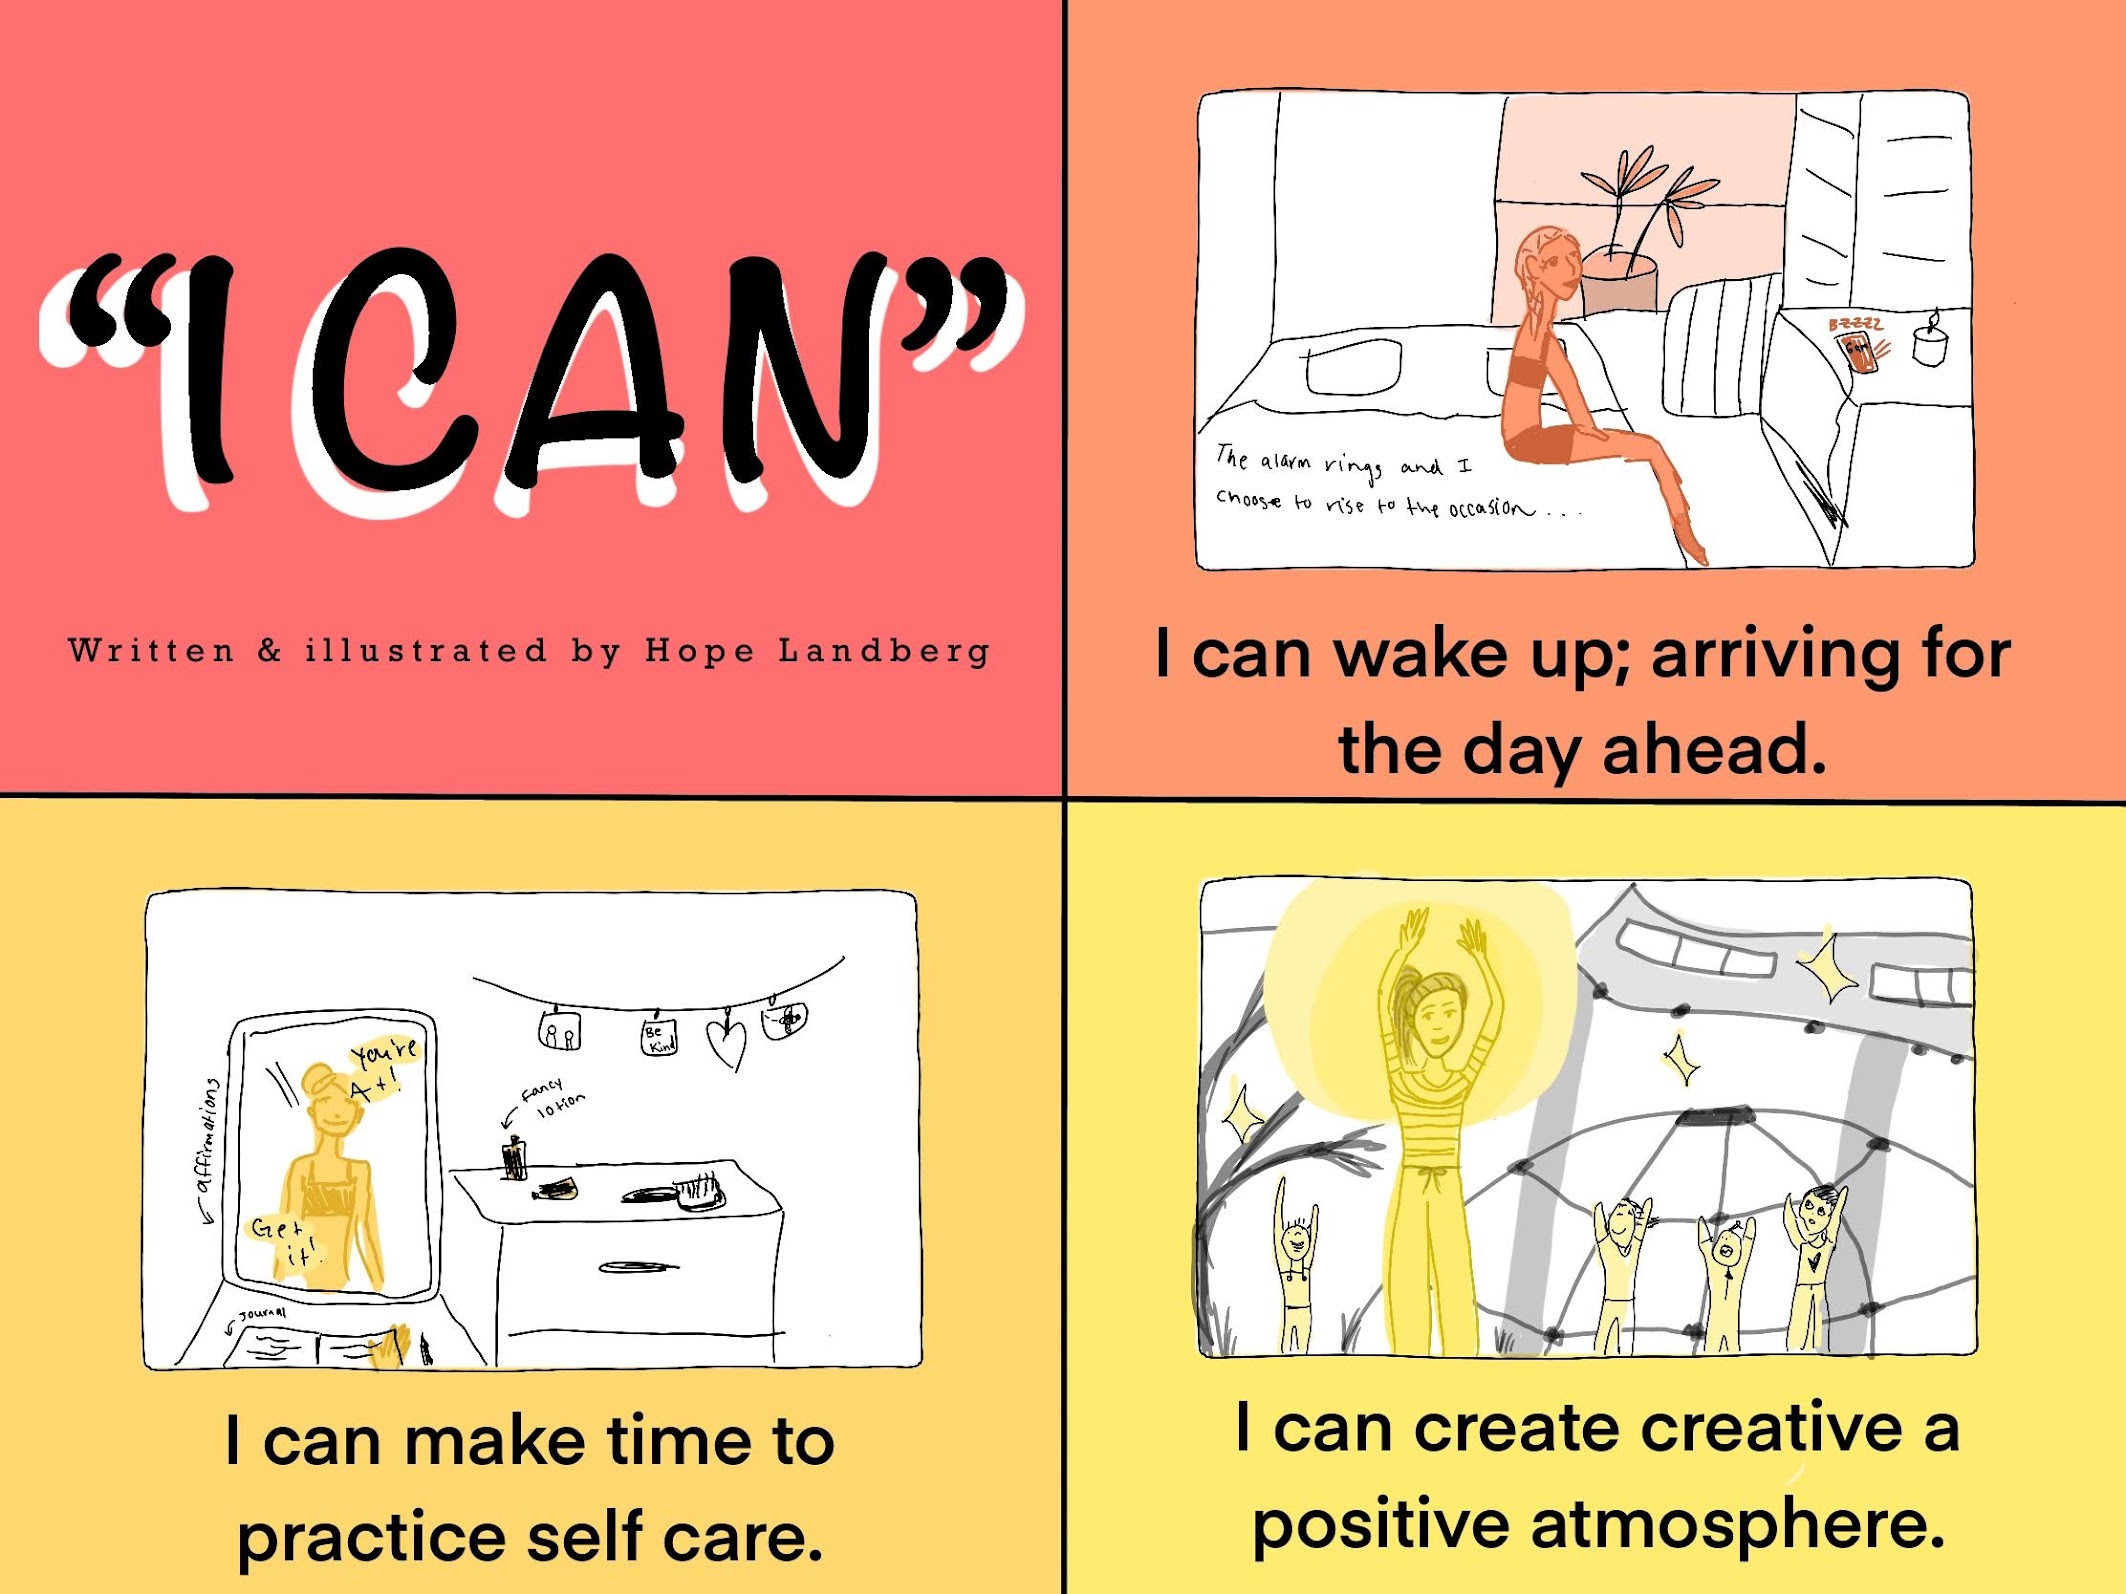 “I CAN”
Written & illustrated by Hope Landberg
BZZZZ
6am
The alarm rings and I
choose to rise to the occasion...
I can wake up; arriving for
the day ahead.
You're
A+!
Get
it!
affirmations
Be
Kind
Fancy
lotion
Journal
I can make time to
practice self care.
I can create creative a
positive atmosphere.